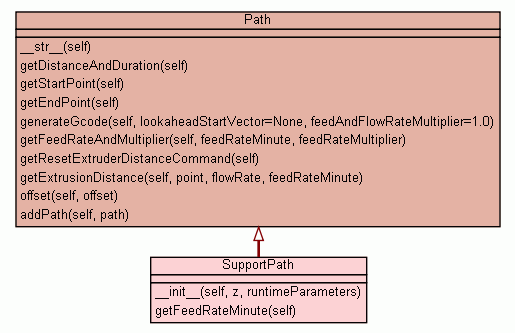 Path
__str__(self)
getDistanceAndDuration(self)
getStartPoint(self)
getEndPoint(self)
generateGcode(self, lookaheadStartVector=None, feedAndFlowRateMultiplier=1.0)
getFeedRateAndMultiplier(self, feedRateMinute, feedRateMultiplier)
getResetExtruderDistanceCommand(self)
getExtrusionDistance(self, point, flowRate, feedRateMinute)
offset(self, offset)
addPath(self, path)
SupportPath
__init__(self, z, runtimeParameters)
getFeedRateMinute(self)